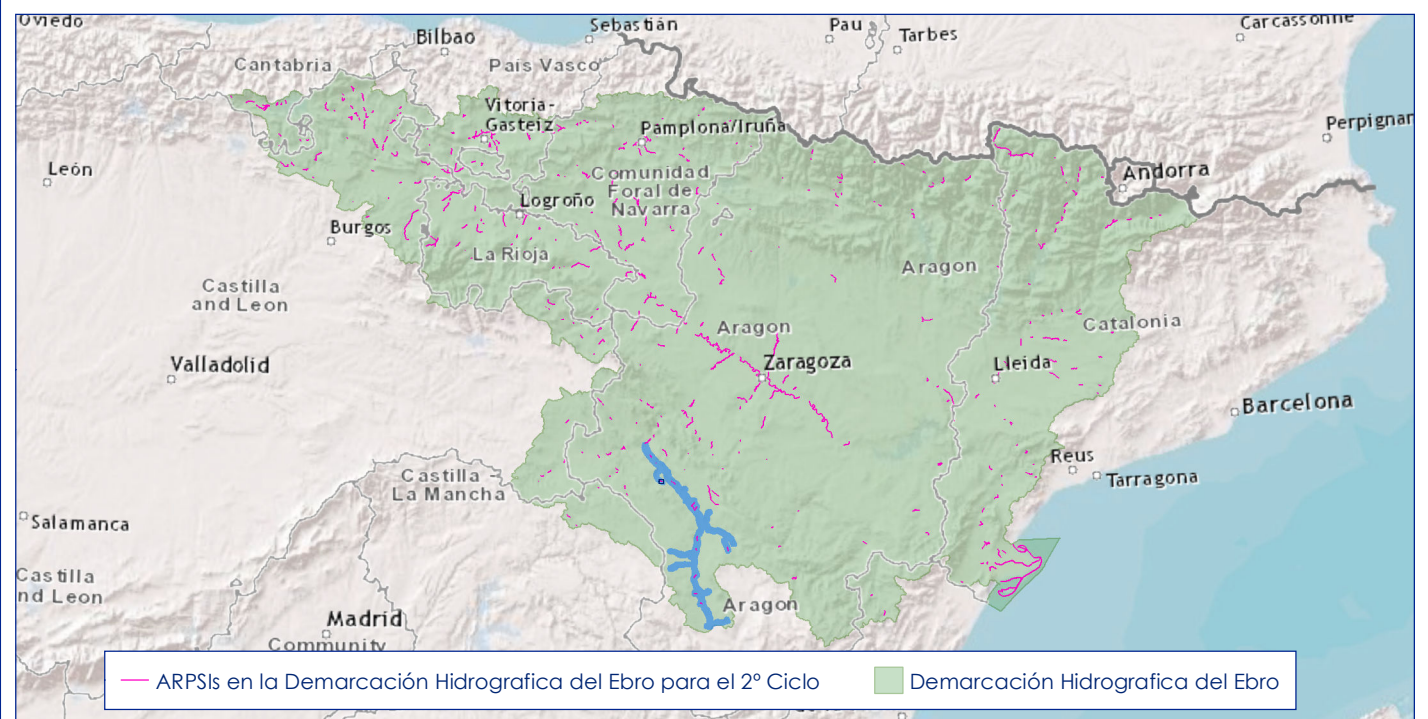 Oviedo
Bilbao
Sebastián
Pau
Tarbes
Carcassonne
Cantabria
Pais Vasco
Vitoria-
Gasteiz
Pamplona/Iruña
Perpignan
León
Comunidad
Foral de
Navarra
Andorra
Logroño
Burgos
La Rioja
Aragon
Castilla
and Leon
Aragon
Catalonia
Valladolid
Zaragoza
Lleida
Barcelona
Reus
Tarragona
Castilla
La Mancha
Salamanca
Castilla
nd Leon
Aragon
Madrid
Community
ARPSIs en la Demarcación Hidrografica del Ebro para el 2º Ciclo
Demarcación Hidrografica del Ebro